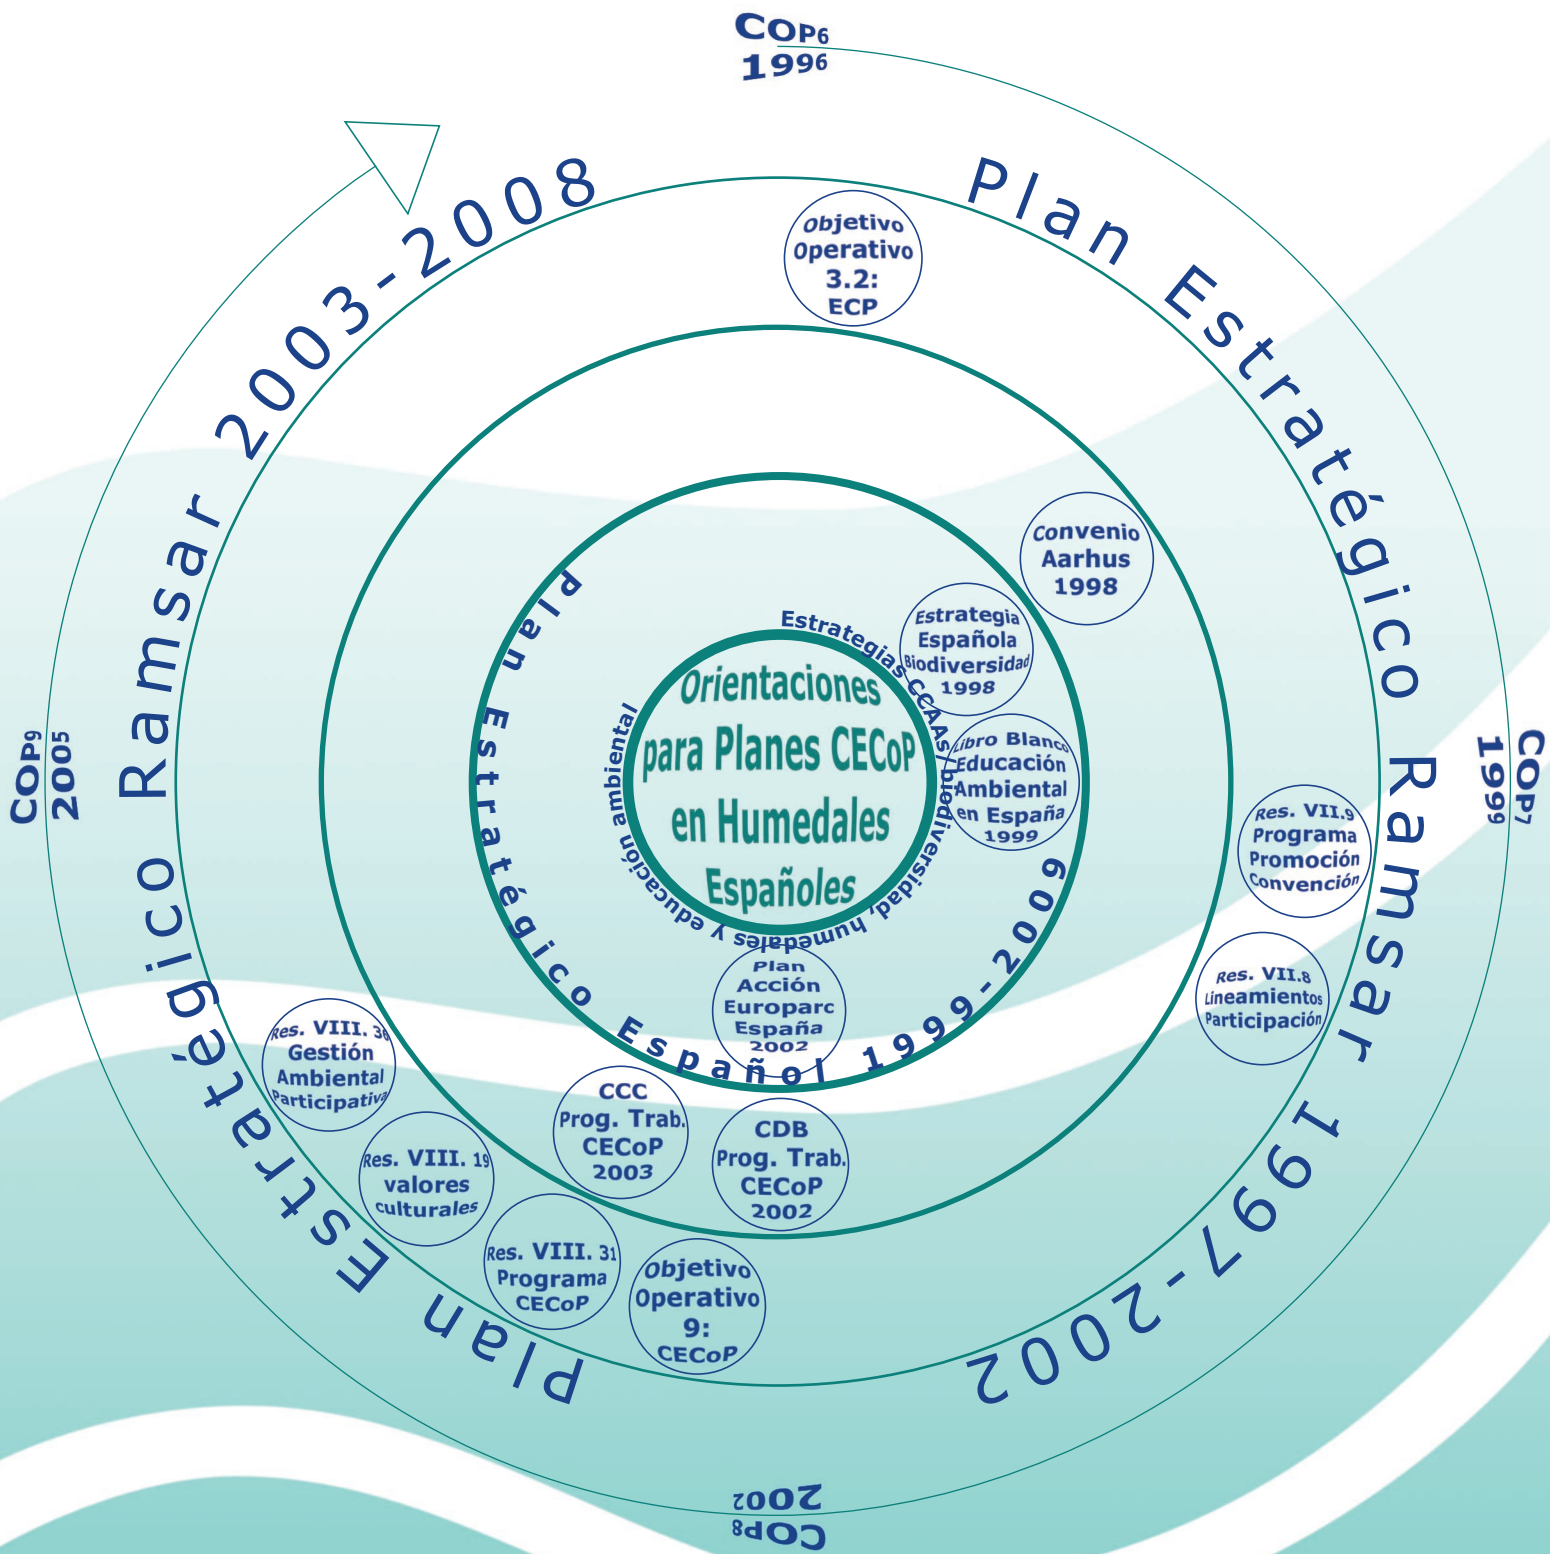 COP6
1996
Plan Estratégico Ramsar 1997-2002
COP7
1999
COP8
2002
Plan Estratégico Ramsar 2003-2008
COP9
2005
Objetivo
Operativo
3.2:
ECP
Convenio
Aarhus
1998
Estrategia
Española
Biodiversidad
1998
Libro Blanco
Educación
Ambiental
en España
1999
Res. VII.9
Programa
Promoción
Convención
Res. VII.8
Lineamientos
Participación
Plan Estratégico Español 1999-2009
Estrategias CCAAs / biodiversidad, humedales y educación ambiental
Orientaciones
para Planes CECoP
en Humedales
Españoles
Plan
Acción
Europarc
España
2002
CCC
Prog. Trab.
CECoP
2003
CDB
Prog. Trab.
CECoP
2002
Res. VIII. 36
Gestión
Ambiental
Participativa
Res. VIII. 19
valores
culturales
Res. VIII. 31
Programa
CECoP
Objetivo
Operativo
9:
CECoP